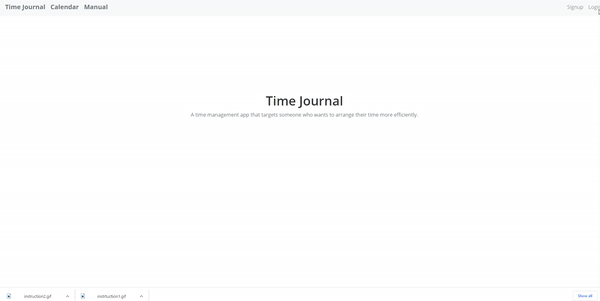 Time Journal Calendar Manual Signup Login
Time Journal
A time management app that targets someone who wants to arrange their time more efficiently.
instruction2.gif instruction1.gif Show all